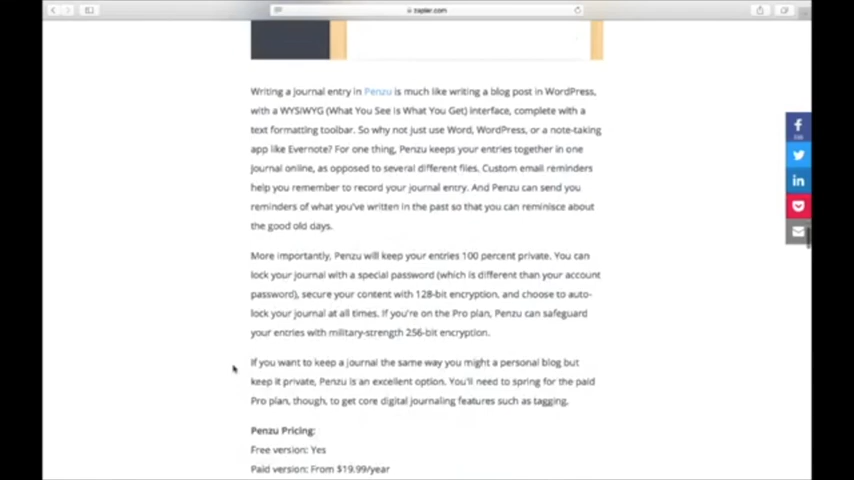 zapier.com
Writing a journal entry in Penzu is much like writing a blog post in WordPress,
with a WYSIWYG (What You See is What You Get) interface, complete with a
text formatting toolbar. So why not just use Word, WordPress, or a note-taking
app like Evernote? For one thing, Penzu keeps your entries together in one
journal online, as opposed to several different files. Custom email reminders
help you remember to record your journal entry. And Penzu can send you
reminders of what you've written in the past so that you can reminisce about
the good old days.
More importantly, Penzu will keep your entries 100 percent private. You can
lock your journal with a special password (which is different than your account
password), secure your content with 128-bit encryption, and choose to auto-
lock your journal at all times. If you're on the Pro plan, Penzu can safeguard
your entries with military-strength 256-bit encryption.
If you want to keep a journal the same way you might a personal blog but
keep it private, Penzu is an excellent option. You'll need to spring for the paid
Pro plan, though, to get core digital journaling features such as tagging.
Penzu Pricing:
Free version: Yes
Paid version: From $19.99/year